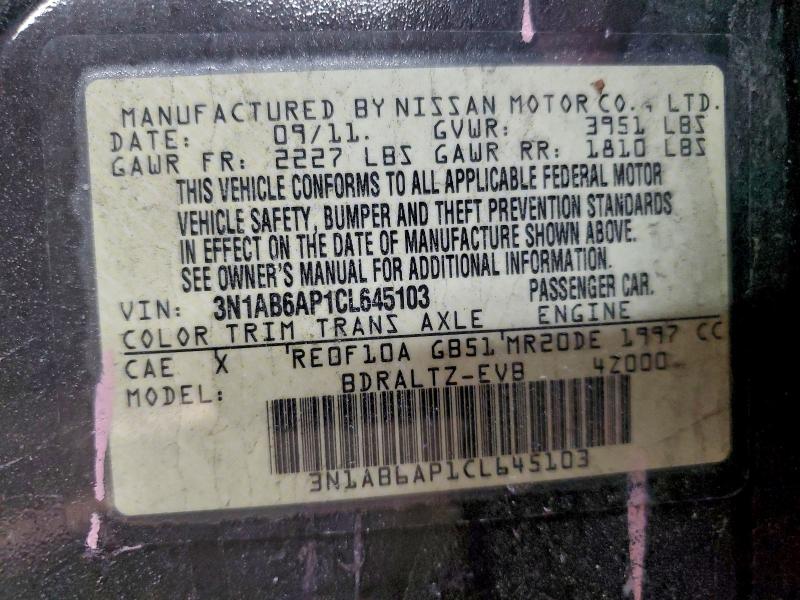 MANUFACTURED BY NISSAN MOTOR CO., LTD.
DATE: 09/11. GVWR: 3951 LBS
GAWR FR: 2227 LBS GAWR RR: 1810 LBS
THIS VEHICLE CONFORMS TO ALL APPLICABLE FEDERAL MOTOR
VEHICLE SAFETY, BUMPER AND THEFT PREVENTION STANDARDS
IN EFFECT ON THE DATE OF MANUFACTURE SHOWN ABOVE.
SEE OWNER'S MANUAL FOR ADDITIONAL INFORMATION.
VIN: 3N1AB6AP1CL645103 PASSENGER CAR.
COLOR TRIM TRANS AXLE ENGINE
CAE X RE0F10A GB51 MR20DE 1997 CC
MODEL: BDRALTZ-EVB 4Z000
3N1AB6AP1CL645103